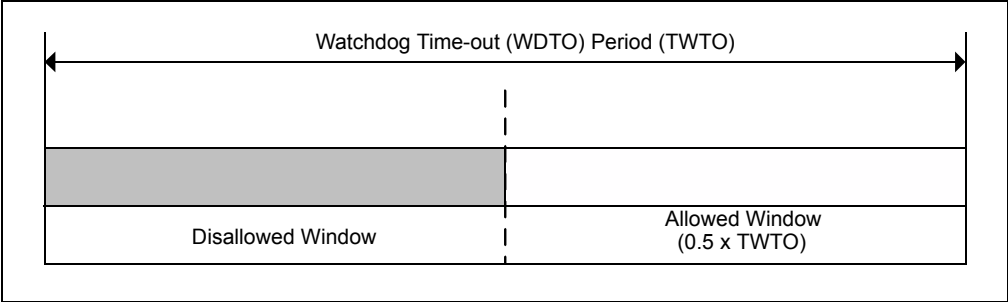 Watchdog Time-out (WDTO) Period (TWTO)
Disallowed Window
Allowed Window
(0.5 x TWTO)